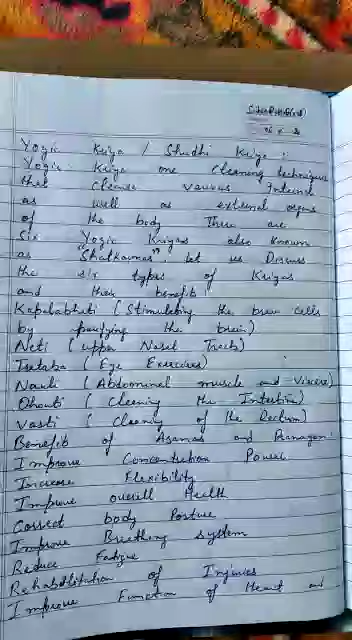 Yogic Kriya / Shudhi Kriya :
Yogic Kriya are cleaning techniques
that cleanse various Internal
as well as external organs
of the body There are
Six Yogic Kriyas also known
as "Shatkarmas", let us Discuss
the six types of Kriyas
and their benefits :
Kapalabhati (Stimulating the brain cells
by purifying the brain)
Neti (upper Nasal Tracts)
Trataka (Eye Exercises)
Nauli (Abdominal muscle and Viscera)
Dhouti (Cleaning the Intestine)
Vasti (Cleaning of the Rectum)
Benefits of Asanas and Pranayam :
Improve Concentration Power
Increase Flexibility
Improve overall Health
Correct body Posture
Improve Breathing System
Reduce Fatigue
Rehabilitation of Injuries
Improve Function of Heart and